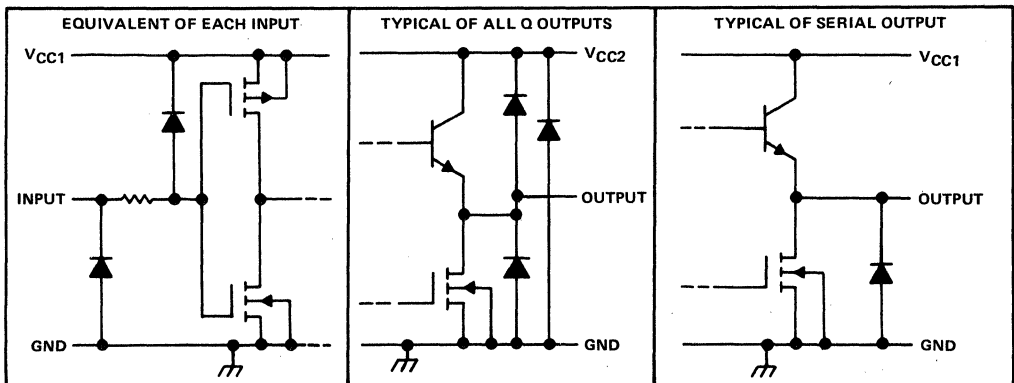 EQUIVALENT OF EACH INPUT
VCC1
INPUT
GND
TYPICAL OF ALL Q OUTPUTS
VCC2
OUTPUT
GND
TYPICAL OF SERIAL OUTPUT
VCC1
OUTPUT
GND